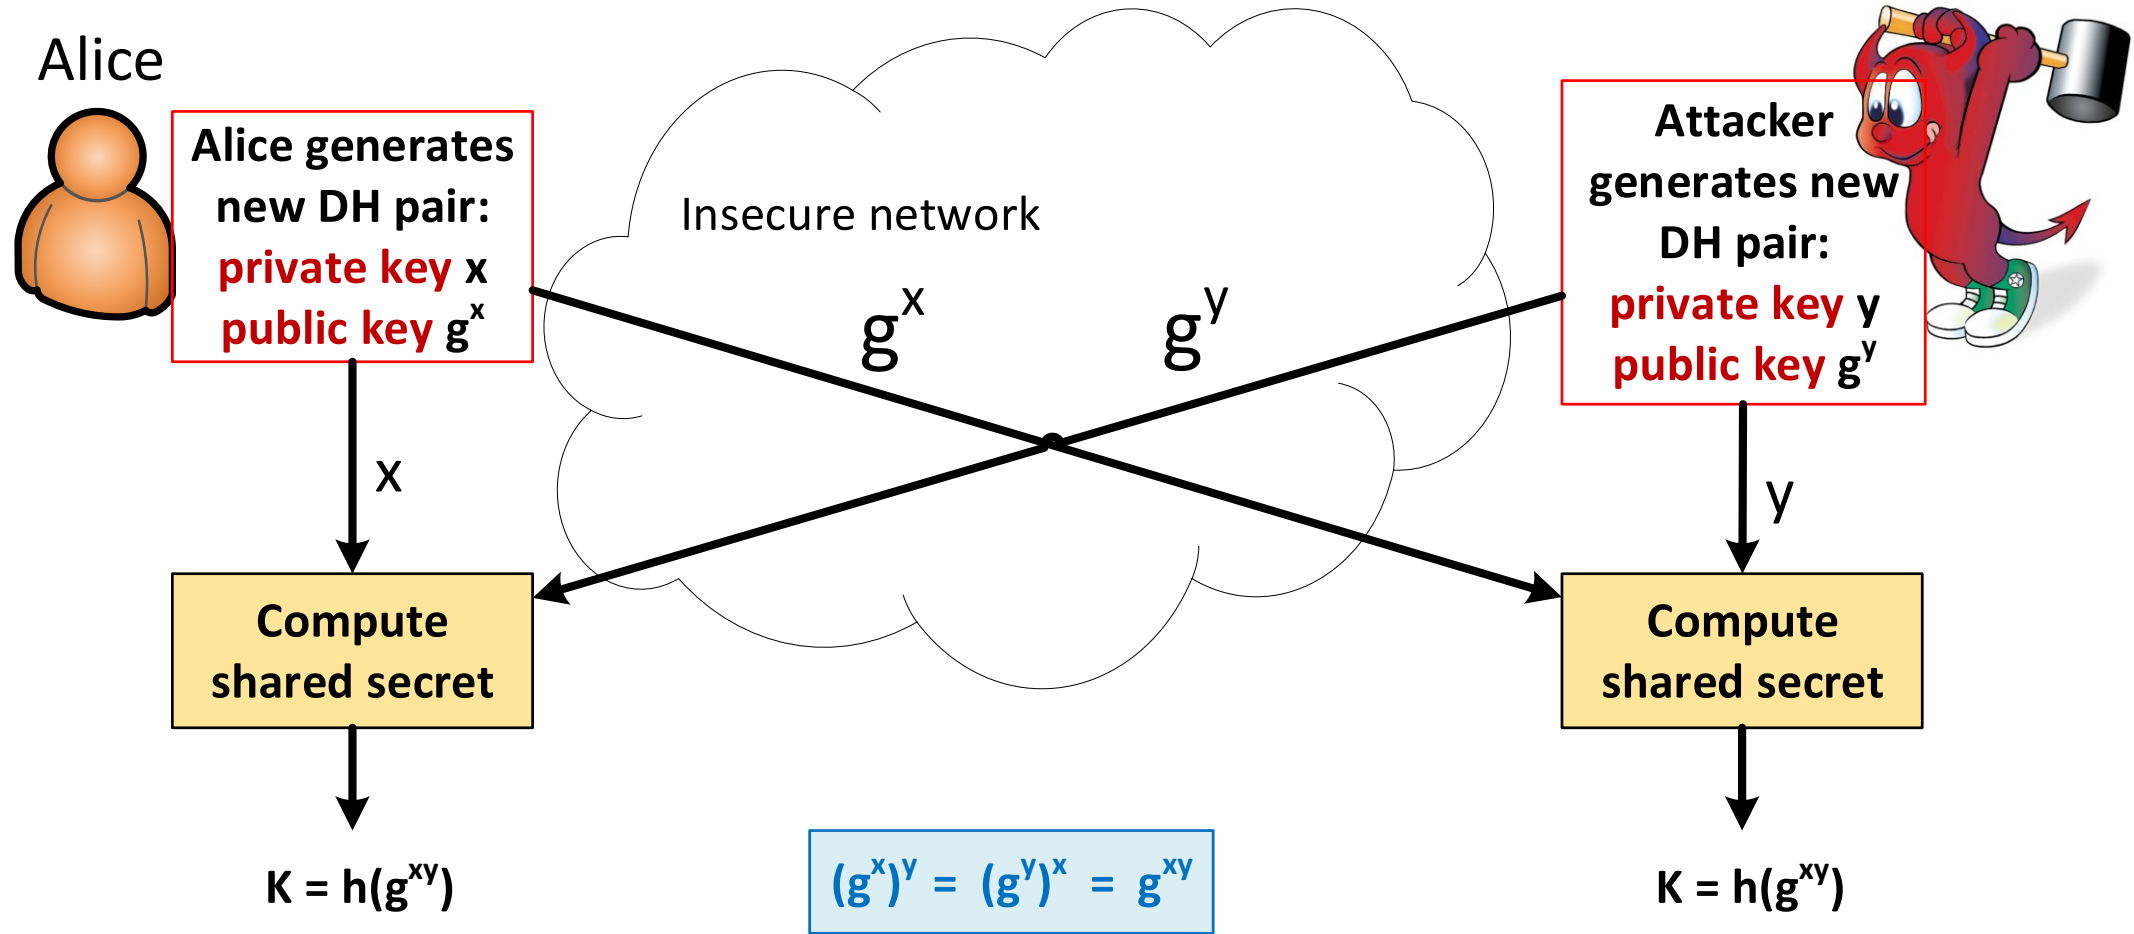 Alice
Alice generates
new DH pair:
private key x
public key gˣ
Insecure network
gˣ
gʸ
Attacker
generates new
DH pair:
private key y
public key gʸ
x
y
Compute
shared secret
Compute
shared secret
K = h(gˣʸ)
(gˣ)ʸ = (gʸ)ˣ = gˣʸ
K = h(gˣʸ)